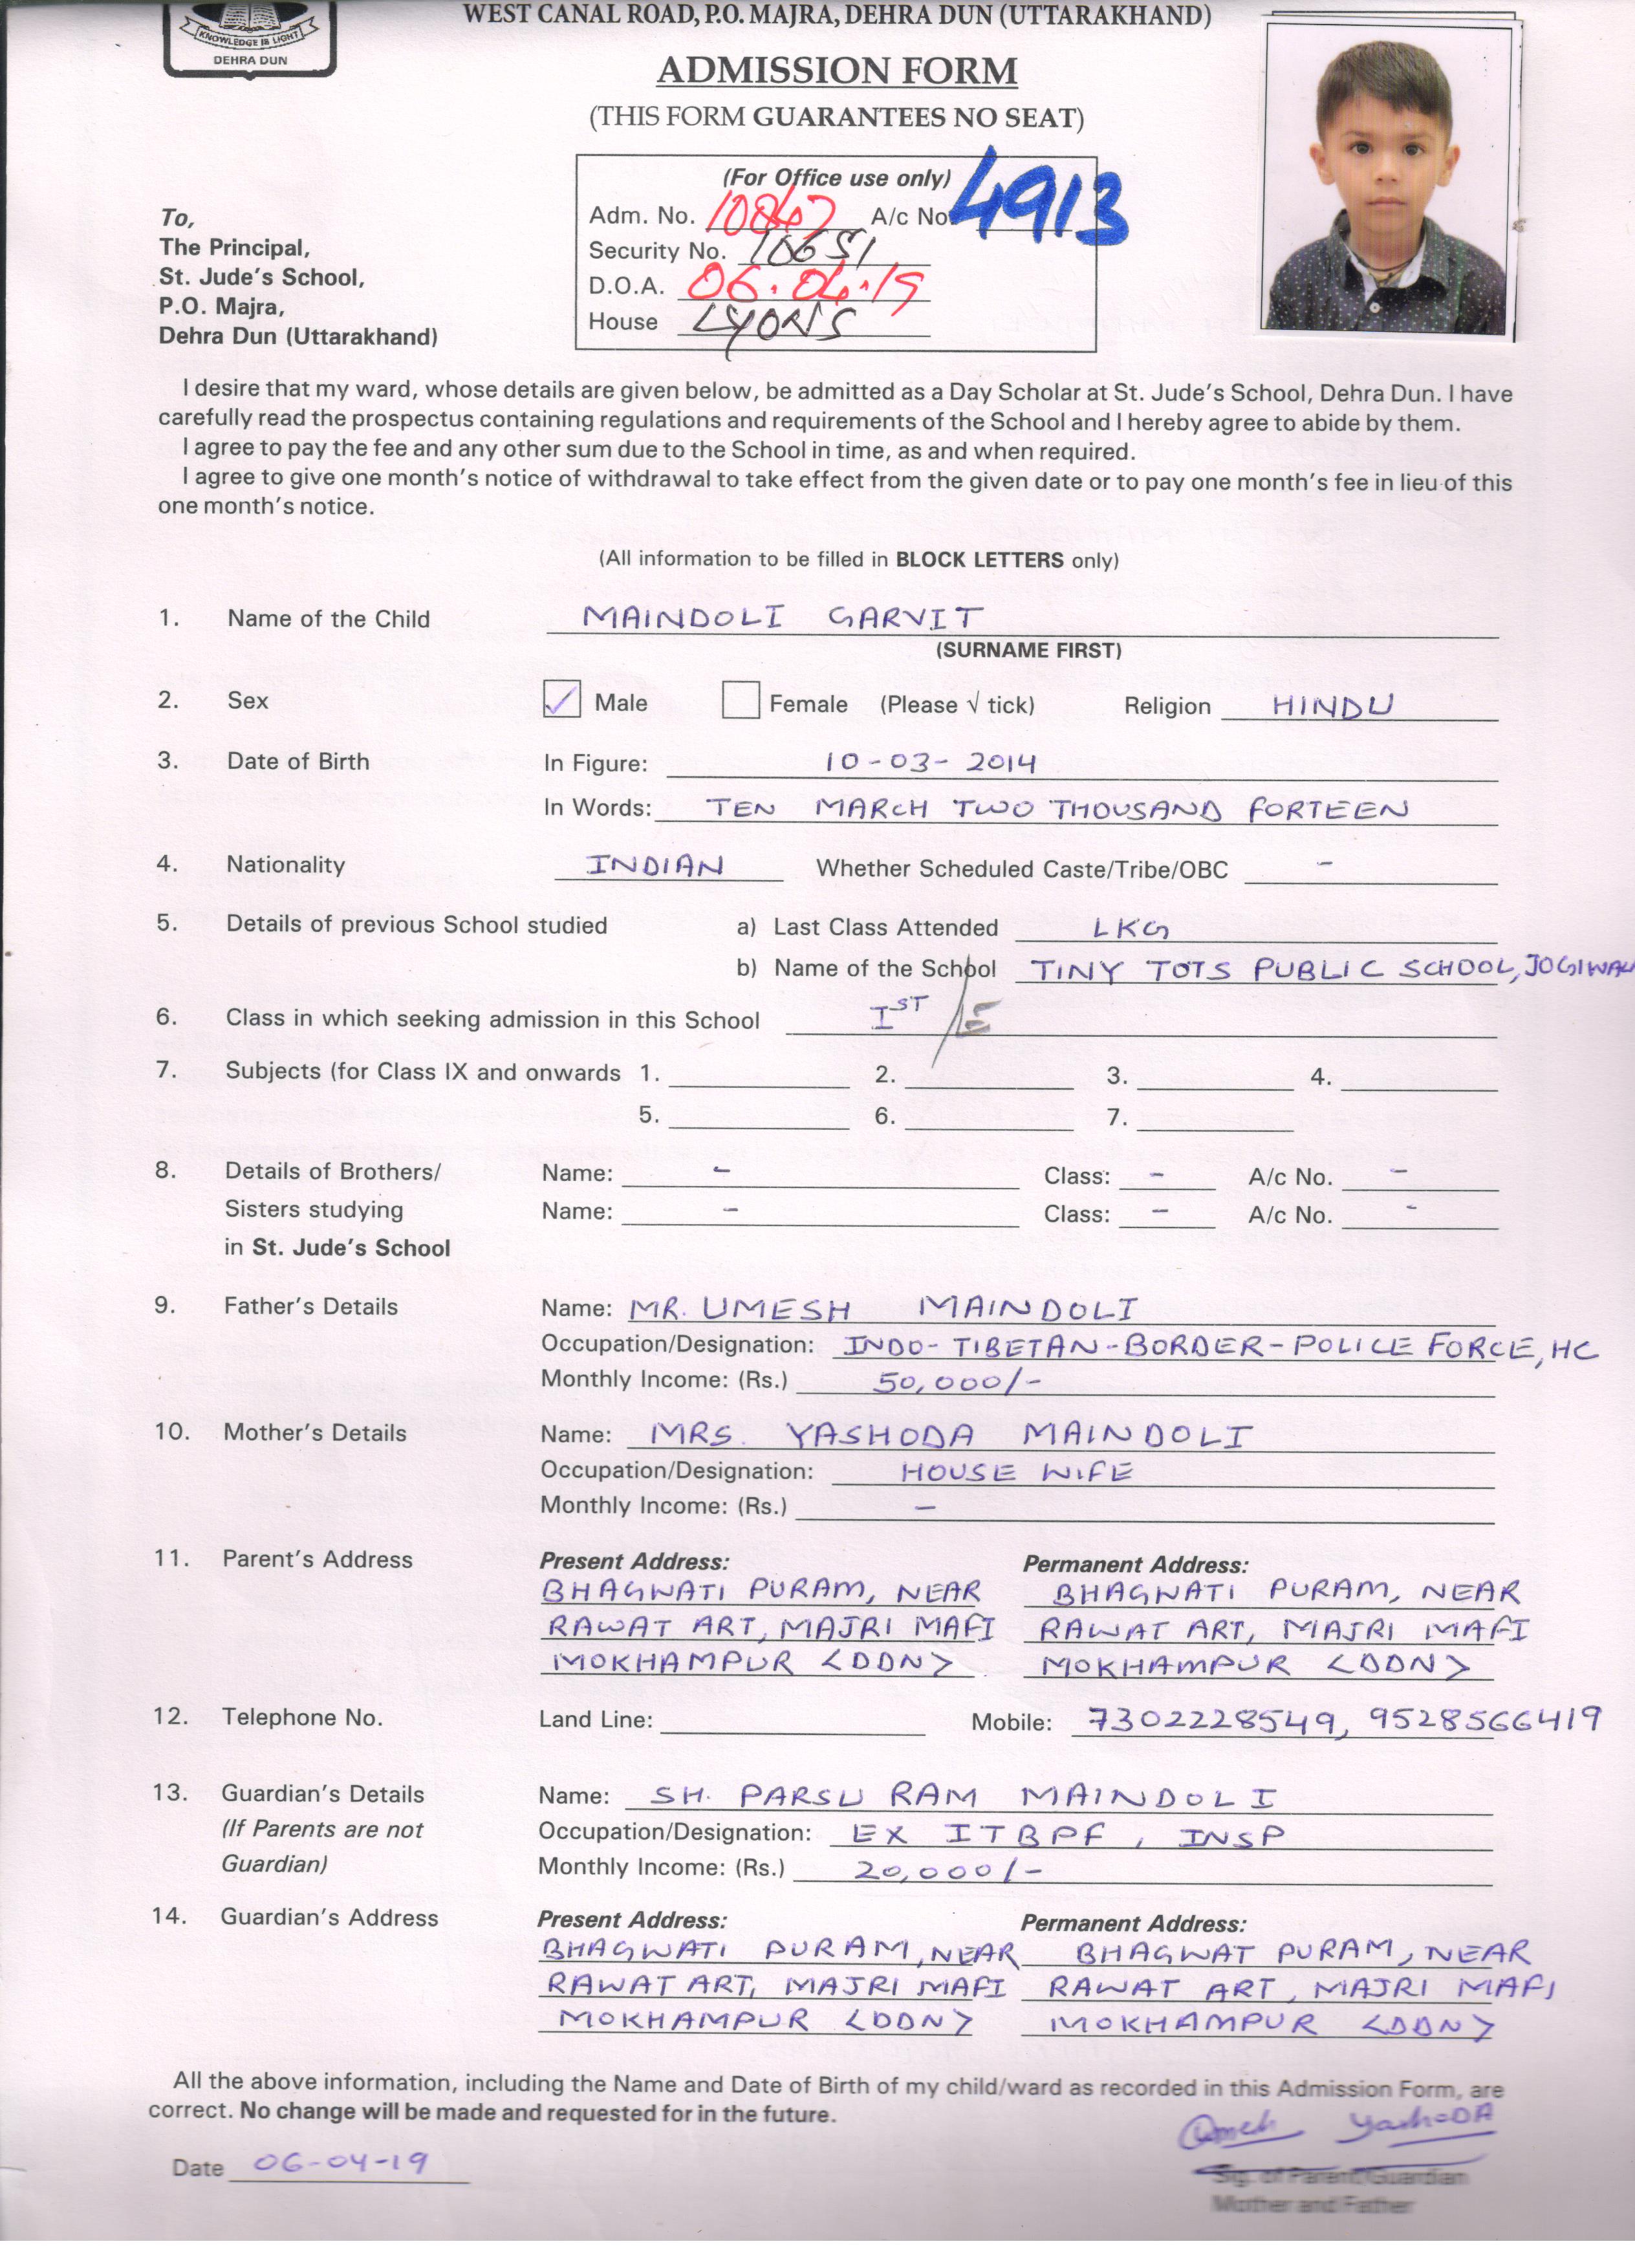 WEST CANAL ROAD, P.O. MAJRA, DEHRA DUN (UTTARAKHAND)
KNOWLEDGE IS LIGHT
DEHRA DUN
ADMISSION FORM
(THIS FORM GUARANTEES NO SEAT)
(For Office use only)
Adm. No. 10847 A/c No. 4913
Security No. 10651
D.O.A. 06.04.19
House LYONS
To,
The Principal,
St. Jude's School,
P.O. Majra,
Dehra Dun (Uttarakhand)
I desire that my ward, whose details are given below, be admitted as a Day Scholar at St. Jude's School, Dehra Dun. I have
carefully read the prospectus containing regulations and requirements of the School and I hereby agree to abide by them.
I agree to pay the fee and any other sum due to the School in time, as and when required.
I agree to give one month's notice of withdrawal to take effect from the given date or to pay one month's fee in lieu of this
one month's notice.
(All information to be filled in BLOCK LETTERS only)
1. Name of the Child MAINDOLI GARVIT
(SURNAME FIRST)
2. Sex ✓ Male Female (Please √ tick) Religion HINDU
3. Date of Birth In Figure: 10-03-2014
In Words: TEN MARCH TWO THOUSAND FORTEEN
4. Nationality INDIAN Whether Scheduled Caste/Tribe/OBC -
5. Details of previous School studied a) Last Class Attended LKG
b) Name of the School TINY TOTS PUBLIC SCHOOL, JOGIWAL
6. Class in which seeking admission in this School IST /E
7. Subjects (for Class IX and onwards 1. 2. 3. 4.
5. 6. 7.
8. Details of Brothers/ Name: - Class: - A/c No. -
Sisters studying Name: - Class: - A/c No. -
in St. Jude's School
9. Father's Details Name: MR. UMESH MAINDOLI
Occupation/Designation: INDO-TIBETAN-BORDER-POLICE FORCE, HC
Monthly Income: (Rs.) 50,000/-
10. Mother's Details Name: MRS. YASHODA MAINDOLI
Occupation/Designation: HOUSE WIFE
Monthly Income: (Rs.) -
11. Parent's Address Present Address: Permanent Address:
BHAGWATI PURAM, NEAR BHAGWATI PURAM, NEAR
RAWAT ART, MAJRI MAFI RAWAT ART, MAJRI MAFI
MOKHAMPUR <DDN> MOKHAMPUR <DDN>
12. Telephone No. Land Line: Mobile: 7302228549, 9528566419
13. Guardian's Details Name: SH. PARSU RAM MAINDOLI
(If Parents are not Occupation/Designation: EX ITBPF, INSP
Guardian) Monthly Income: (Rs.) 20,000/-
14. Guardian's Address Present Address: Permanent Address:
BHAGWATI PURAM, NEAR BHAGWAT PURAM, NEAR
RAWAT ART, MAJRI MAFI RAWAT ART, MAJRI MAFI
MOKHAMPUR <DDN> MOKHAMPUR <DDN>
All the above information, including the Name and Date of Birth of my child/ward as recorded in this Admission Form, are
correct. No change will be made and requested for in the future.
Umesh YashoDA
Date 06-04-19
Sig. of Parent/Guardian
Mother and Father